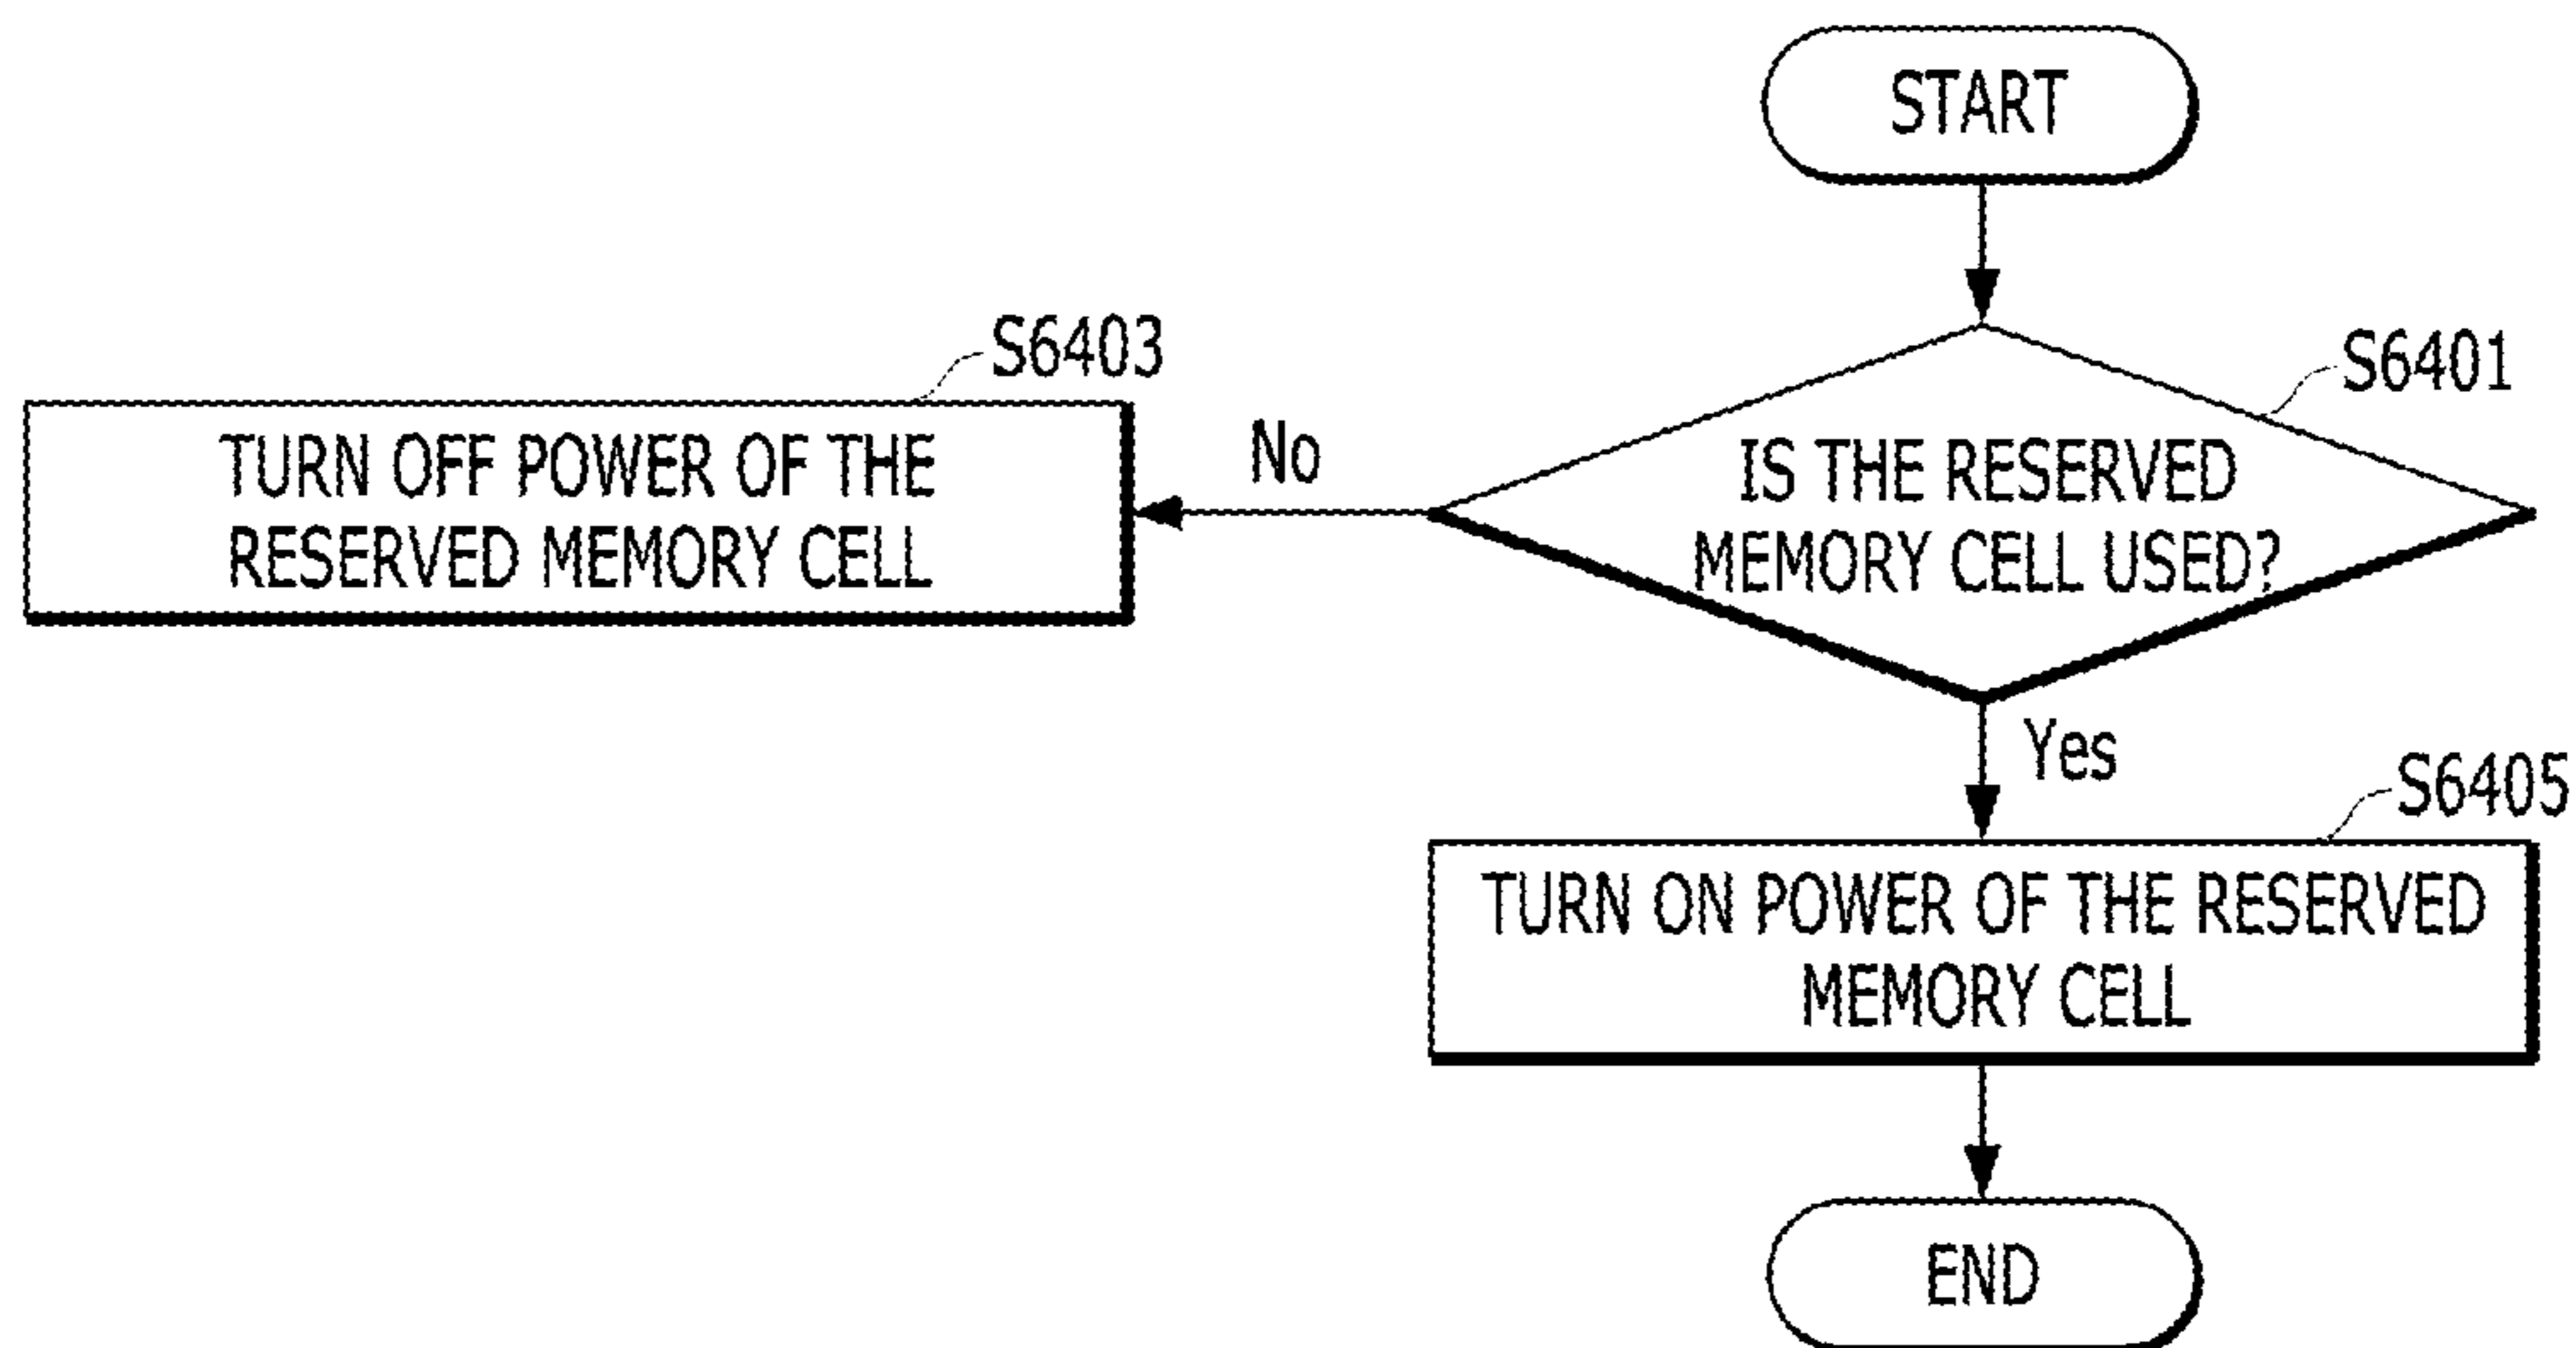 START
S6401
IS THE RESERVED
MEMORY CELL USED?
No
S6403
TURN OFF POWER OF THE
RESERVED MEMORY CELL
Yes
S6405
TURN ON POWER OF THE RESERVED
MEMORY CELL
END